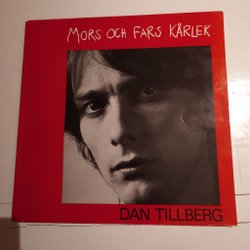 MORS OCH FARS KÄRLEK
DAN TILLBERG